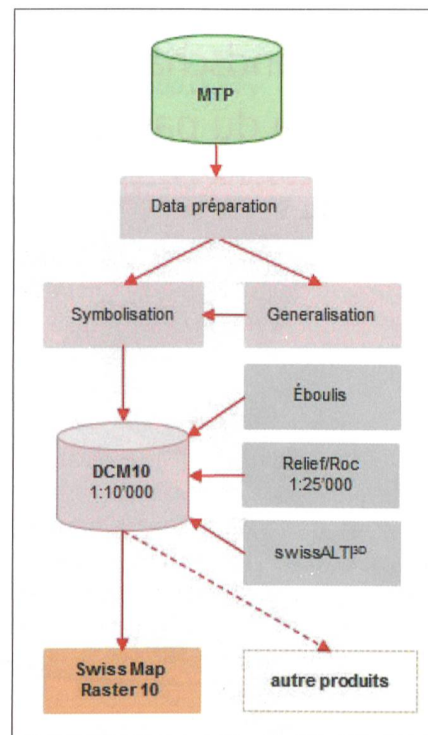 MTP
Data préparation
Symbolisation
Generalisation
Éboulis
DCM10
1:10'000
Relief/Roc
1:25'000
swissALTI³ᴰ
Swiss Map
Raster 10
autre produits